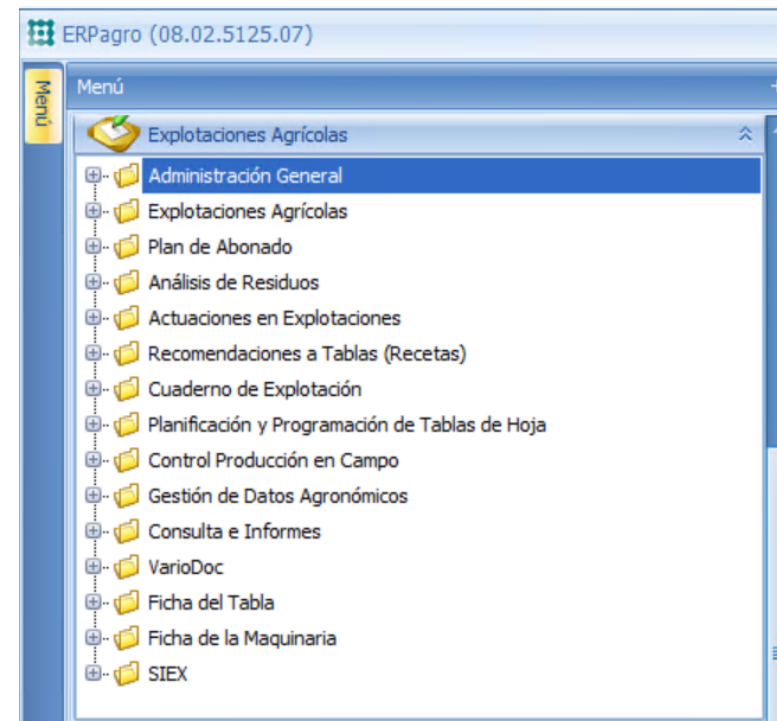 ERPagro (08.02.5125.07)
Menú
Menú
Explotaciones Agrícolas
Administración General
Explotaciones Agrícolas
Plan de Abonado
Análisis de Residuos
Actuaciones en Explotaciones
Recomendaciones a Tablas (Recetas)
Cuaderno de Explotación
Planificación y Programación de Tablas de Hoja
Control Producción en Campo
Gestión de Datos Agronómicos
Consulta e Informes
VarioDoc
Ficha del Tabla
Ficha de la Maquinaria
SIEX